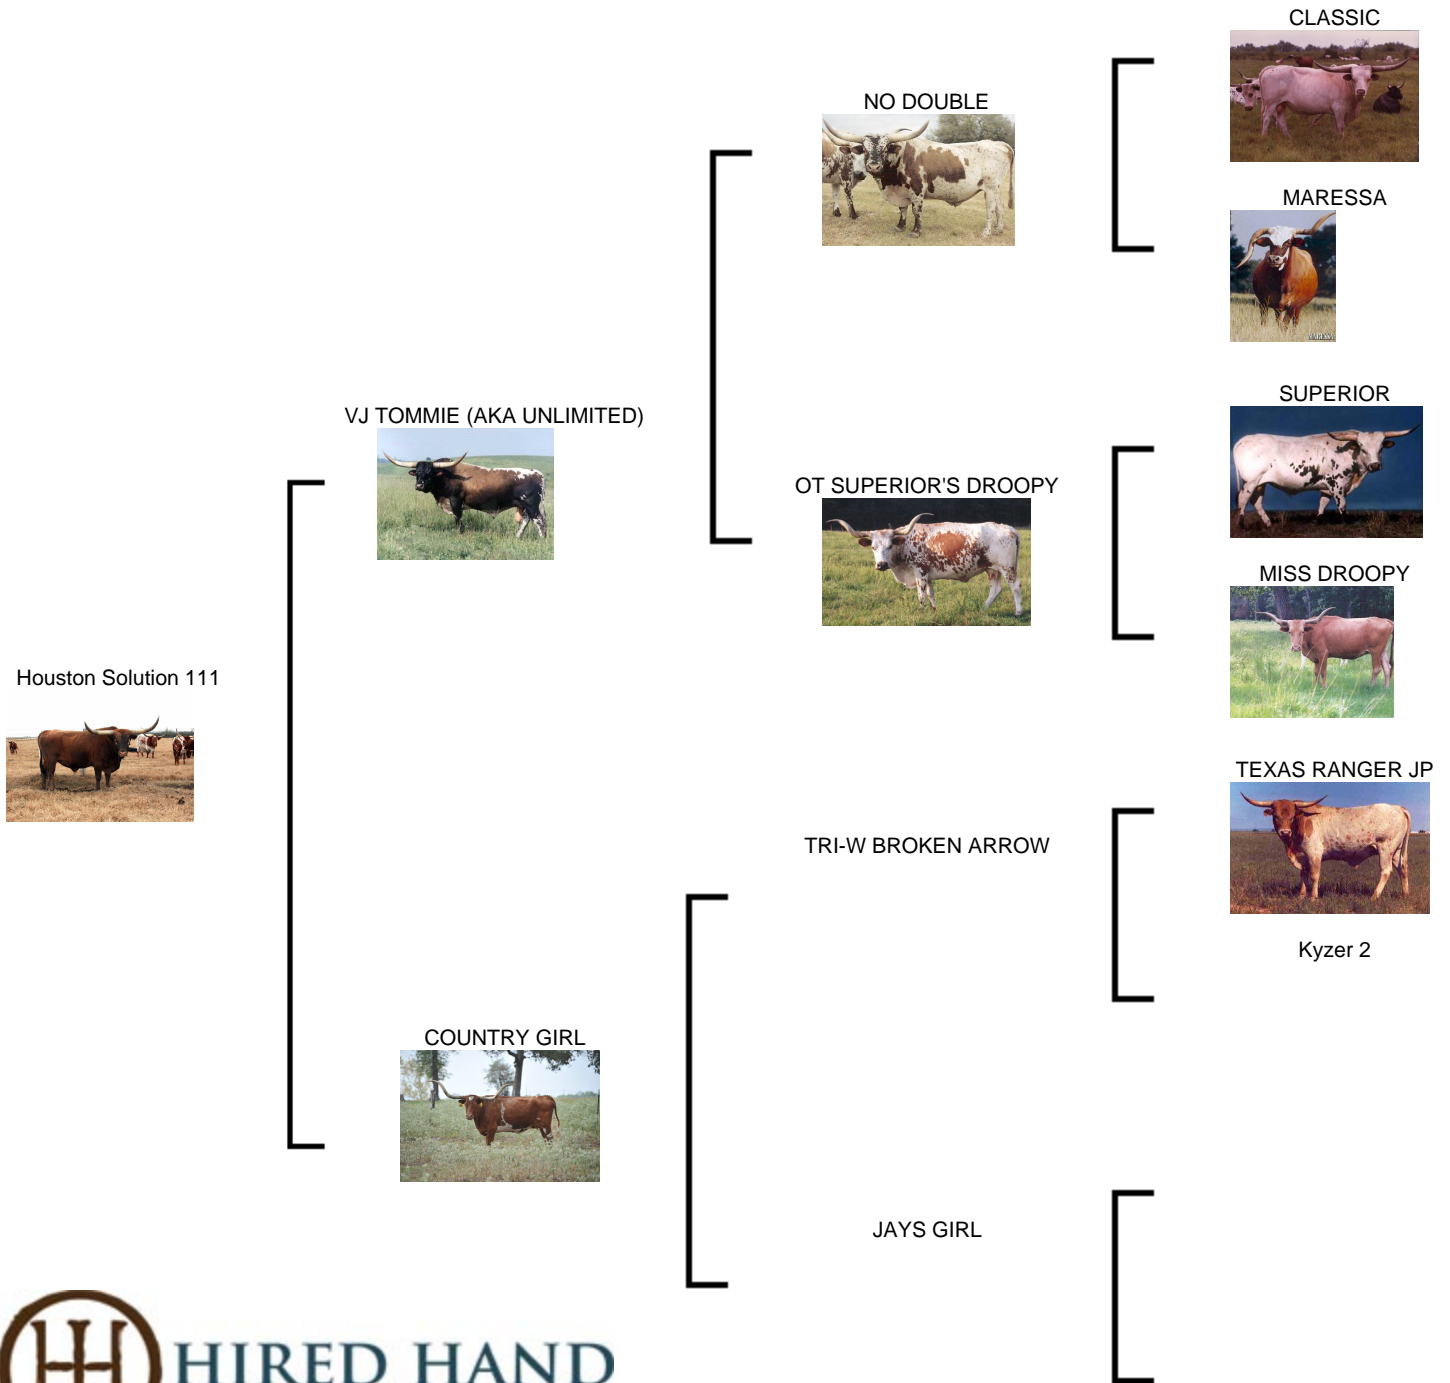 CLASSIC
NO DOUBLE
MARESSA
MARESSA
SUPERIOR
VJ TOMMIE (AKA UNLIMITED)
OT SUPERIOR'S DROOPY
MISS DROOPY
Houston Solution 111
TEXAS RANGER JP
TRI-W BROKEN ARROW
Kyzer 2
COUNTRY GIRL
JAYS GIRL
HIRED HAND